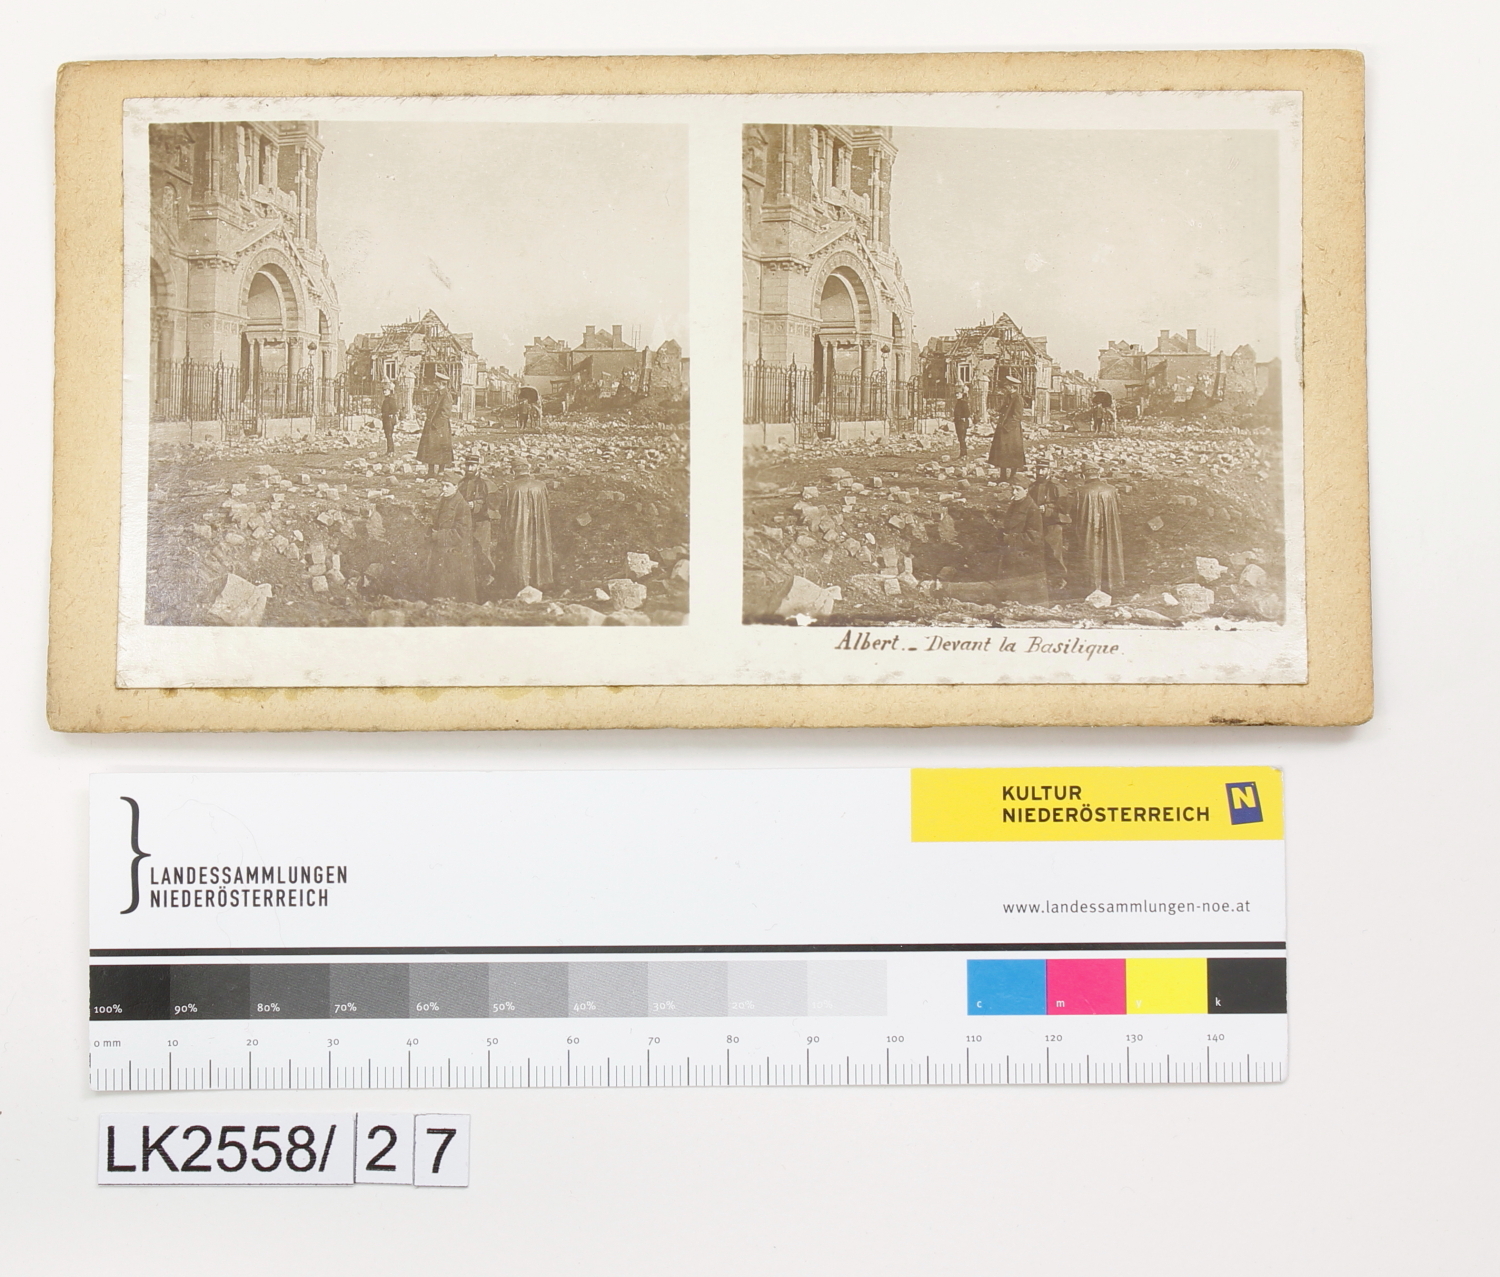 Albert. _ Devant la Basilique.
LANDESSAMMLUNGEN
NIEDERÖSTERREICH
KULTUR
NIEDERÖSTERREICH
N
www.landessammlungen-noe.at
100% 90% 80% 70% 60% 50% 40% 30% 20% 10% c m y k
0 mm 10 20 30 40 50 60 70 80 90 100 110 120 130 140
LK2558/ 2 7